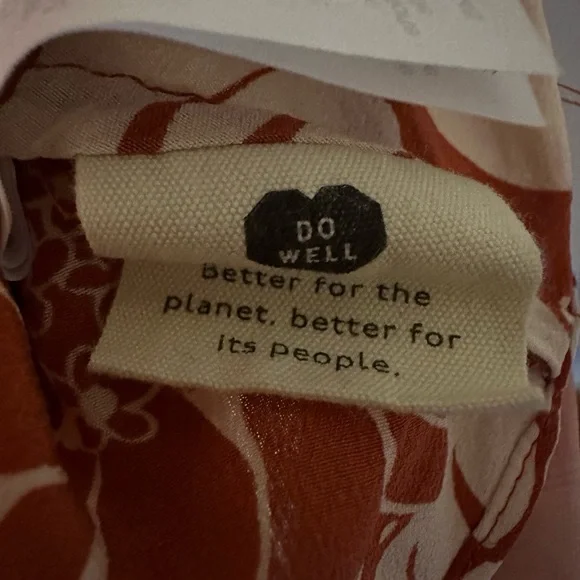 DO
WELL
Better for the
planet. better for
its people.